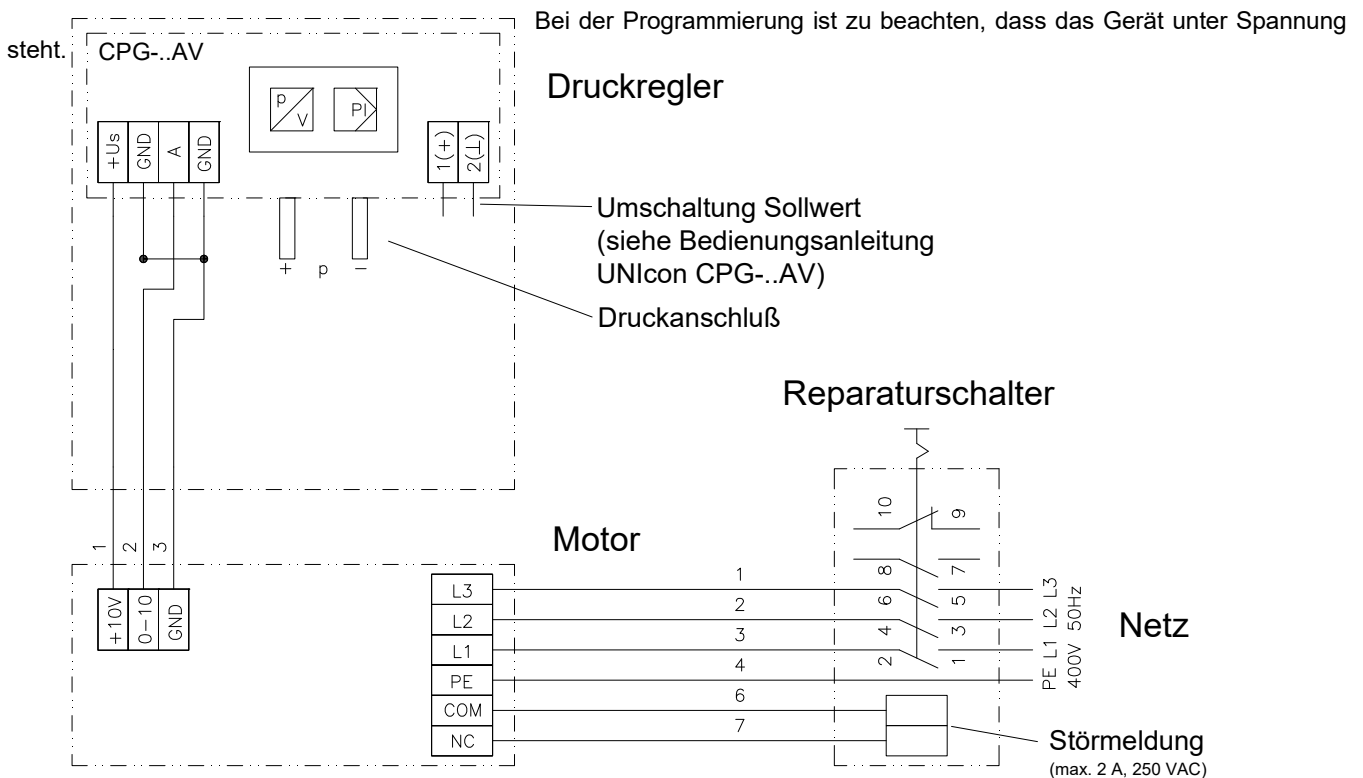 Bei der Programmierung ist zu beachten, dass das Gerät unter Spannung
steht.
CPG-..AV
Druckregler
p
V
PI
+Us
GND
A
GND
1(+)
2(⊥)
Umschaltung Sollwert
(siehe Bedienungsanleitung
UNIcon CPG-..AV)
+ p −
Druckanschluß
Reparaturschalter
10 9
Motor
1 2 3
8 7
+10V
0–10
GND
L3 1 6 5 L3
L2 2 4 3 L2
L1 3 2 1 L1
PE 4 PE
400V 50Hz
Netz
COM 6
NC 7
Störmeldung
(max. 2 A, 250 VAC)